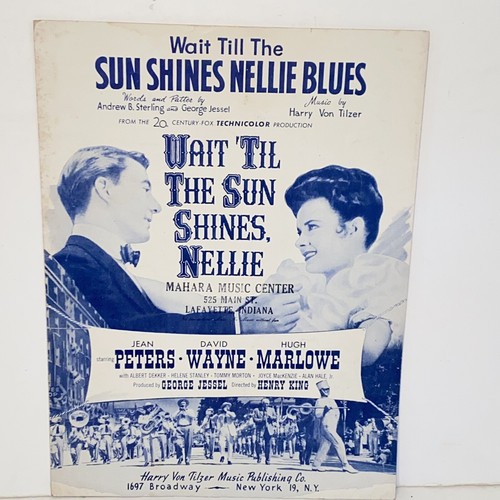 Wait Till The
SUN SHINES NELLIE BLUES
Words and Patter by
Andrew B. Sterling and George Jessel
Music by
Harry Von Tilzer
FROM THE 20 CENTURY-FOX TECHNICOLOR PRODUCTION
WAIT 'TIL
THE SUN
SHINES,
NELLIE
MAHARA MUSIC CENTER
525 MAIN ST.
LAFAYETTE, INDIANA
JEAN DAVID HUGH
starring PETERS · WAYNE · MARLOWE
with ALBERT DEKKER · HELENE STANLEY · TOMMY MORTON · JOYCE MacKENZIE · ALAN HALE, Jr.
Produced by GEORGE JESSEL Directed by HENRY KING
Harry Von Tilzer Music Publishing Co.
1697 Broadway — New York 19, N.Y.